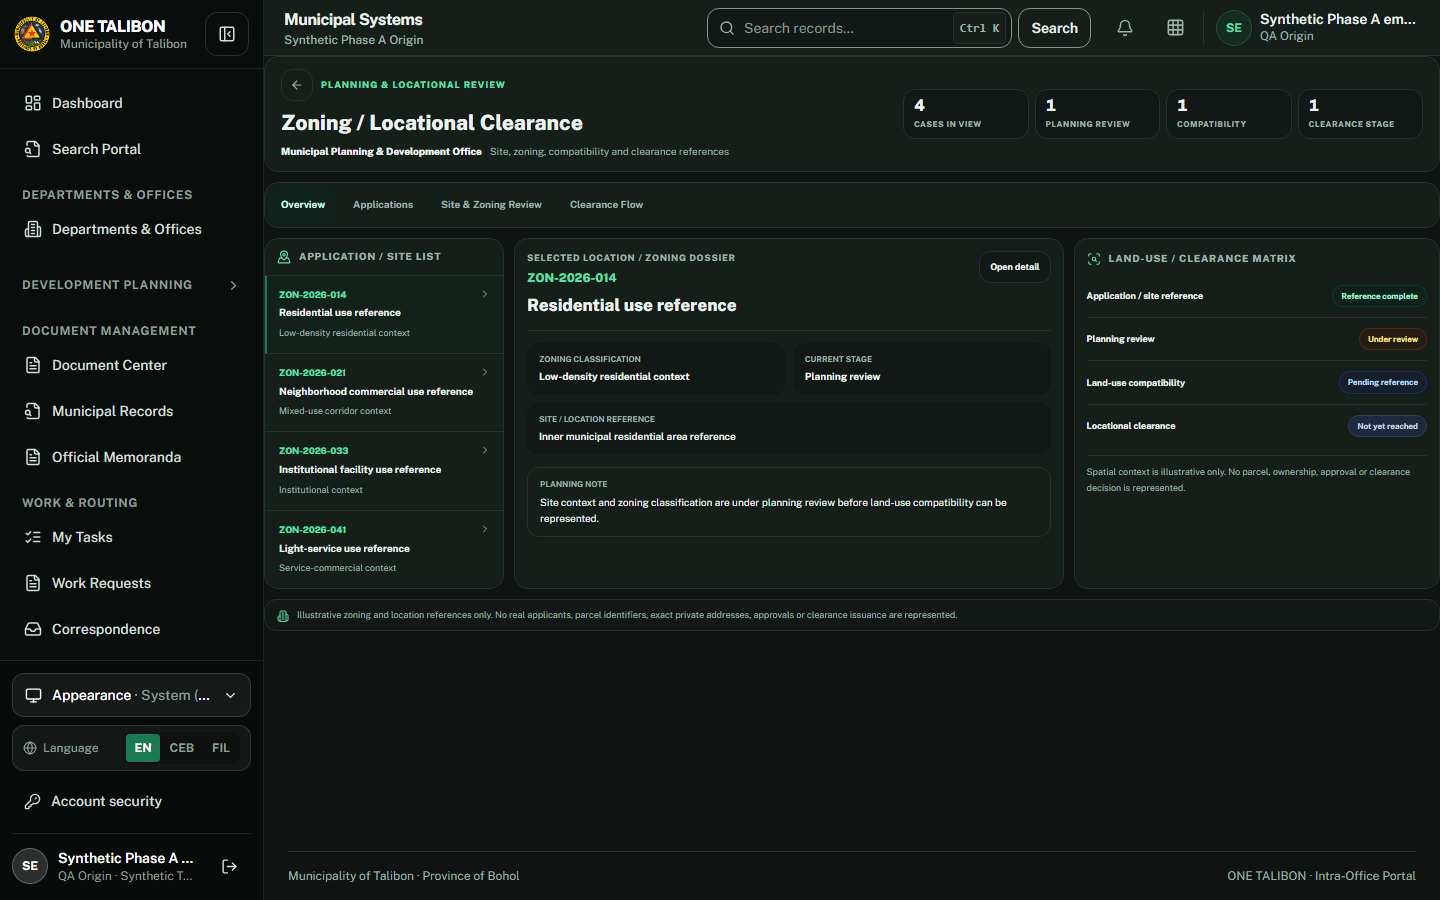 ONE TALIBON
Municipality of Talibon
Dashboard
Search Portal
DEPARTMENTS & OFFICES
Departments & Offices
DEVELOPMENT PLANNING
DOCUMENT MANAGEMENT
Document Center
Municipal Records
Official Memoranda
WORK & ROUTING
My Tasks
Work Requests
Correspondence
Appearance · System (...
Language EN CEB FIL
Account security
SE Synthetic Phase A ...
QA Origin · Synthetic T...
Municipal Systems
Synthetic Phase A Origin
Search records... Ctrl K Search
SE Synthetic Phase A em...
QA Origin
PLANNING & LOCATIONAL REVIEW
Zoning / Locational Clearance
Municipal Planning & Development Office Site, zoning, compatibility and clearance references
4
CASES IN VIEW
1
PLANNING REVIEW
1
COMPATIBILITY
1
CLEARANCE STAGE
Overview Applications Site & Zoning Review Clearance Flow
APPLICATION / SITE LIST
ZON-2026-014
Residential use reference
Low-density residential context
ZON-2026-021
Neighborhood commercial use reference
Mixed-use corridor context
ZON-2026-033
Institutional facility use reference
Institutional context
ZON-2026-041
Light-service use reference
Service-commercial context
SELECTED LOCATION / ZONING DOSSIER
ZON-2026-014
Residential use reference
Open detail
ZONING CLASSIFICATION
Low-density residential context
CURRENT STAGE
Planning review
SITE / LOCATION REFERENCE
Inner municipal residential area reference
PLANNING NOTE
Site context and zoning classification are under planning review before land-use compatibility can be
represented.
LAND-USE / CLEARANCE MATRIX
Application / site reference Reference complete
Planning review Under review
Land-use compatibility Pending reference
Locational clearance Not yet reached
Spatial context is illustrative only. No parcel, ownership, approval or clearance
decision is represented.
Illustrative zoning and location references only. No real applicants, parcel identifiers, exact private addresses, approvals or clearance issuance are represented.
Municipality of Talibon · Province of Bohol
ONE TALIBON · Intra-Office Portal